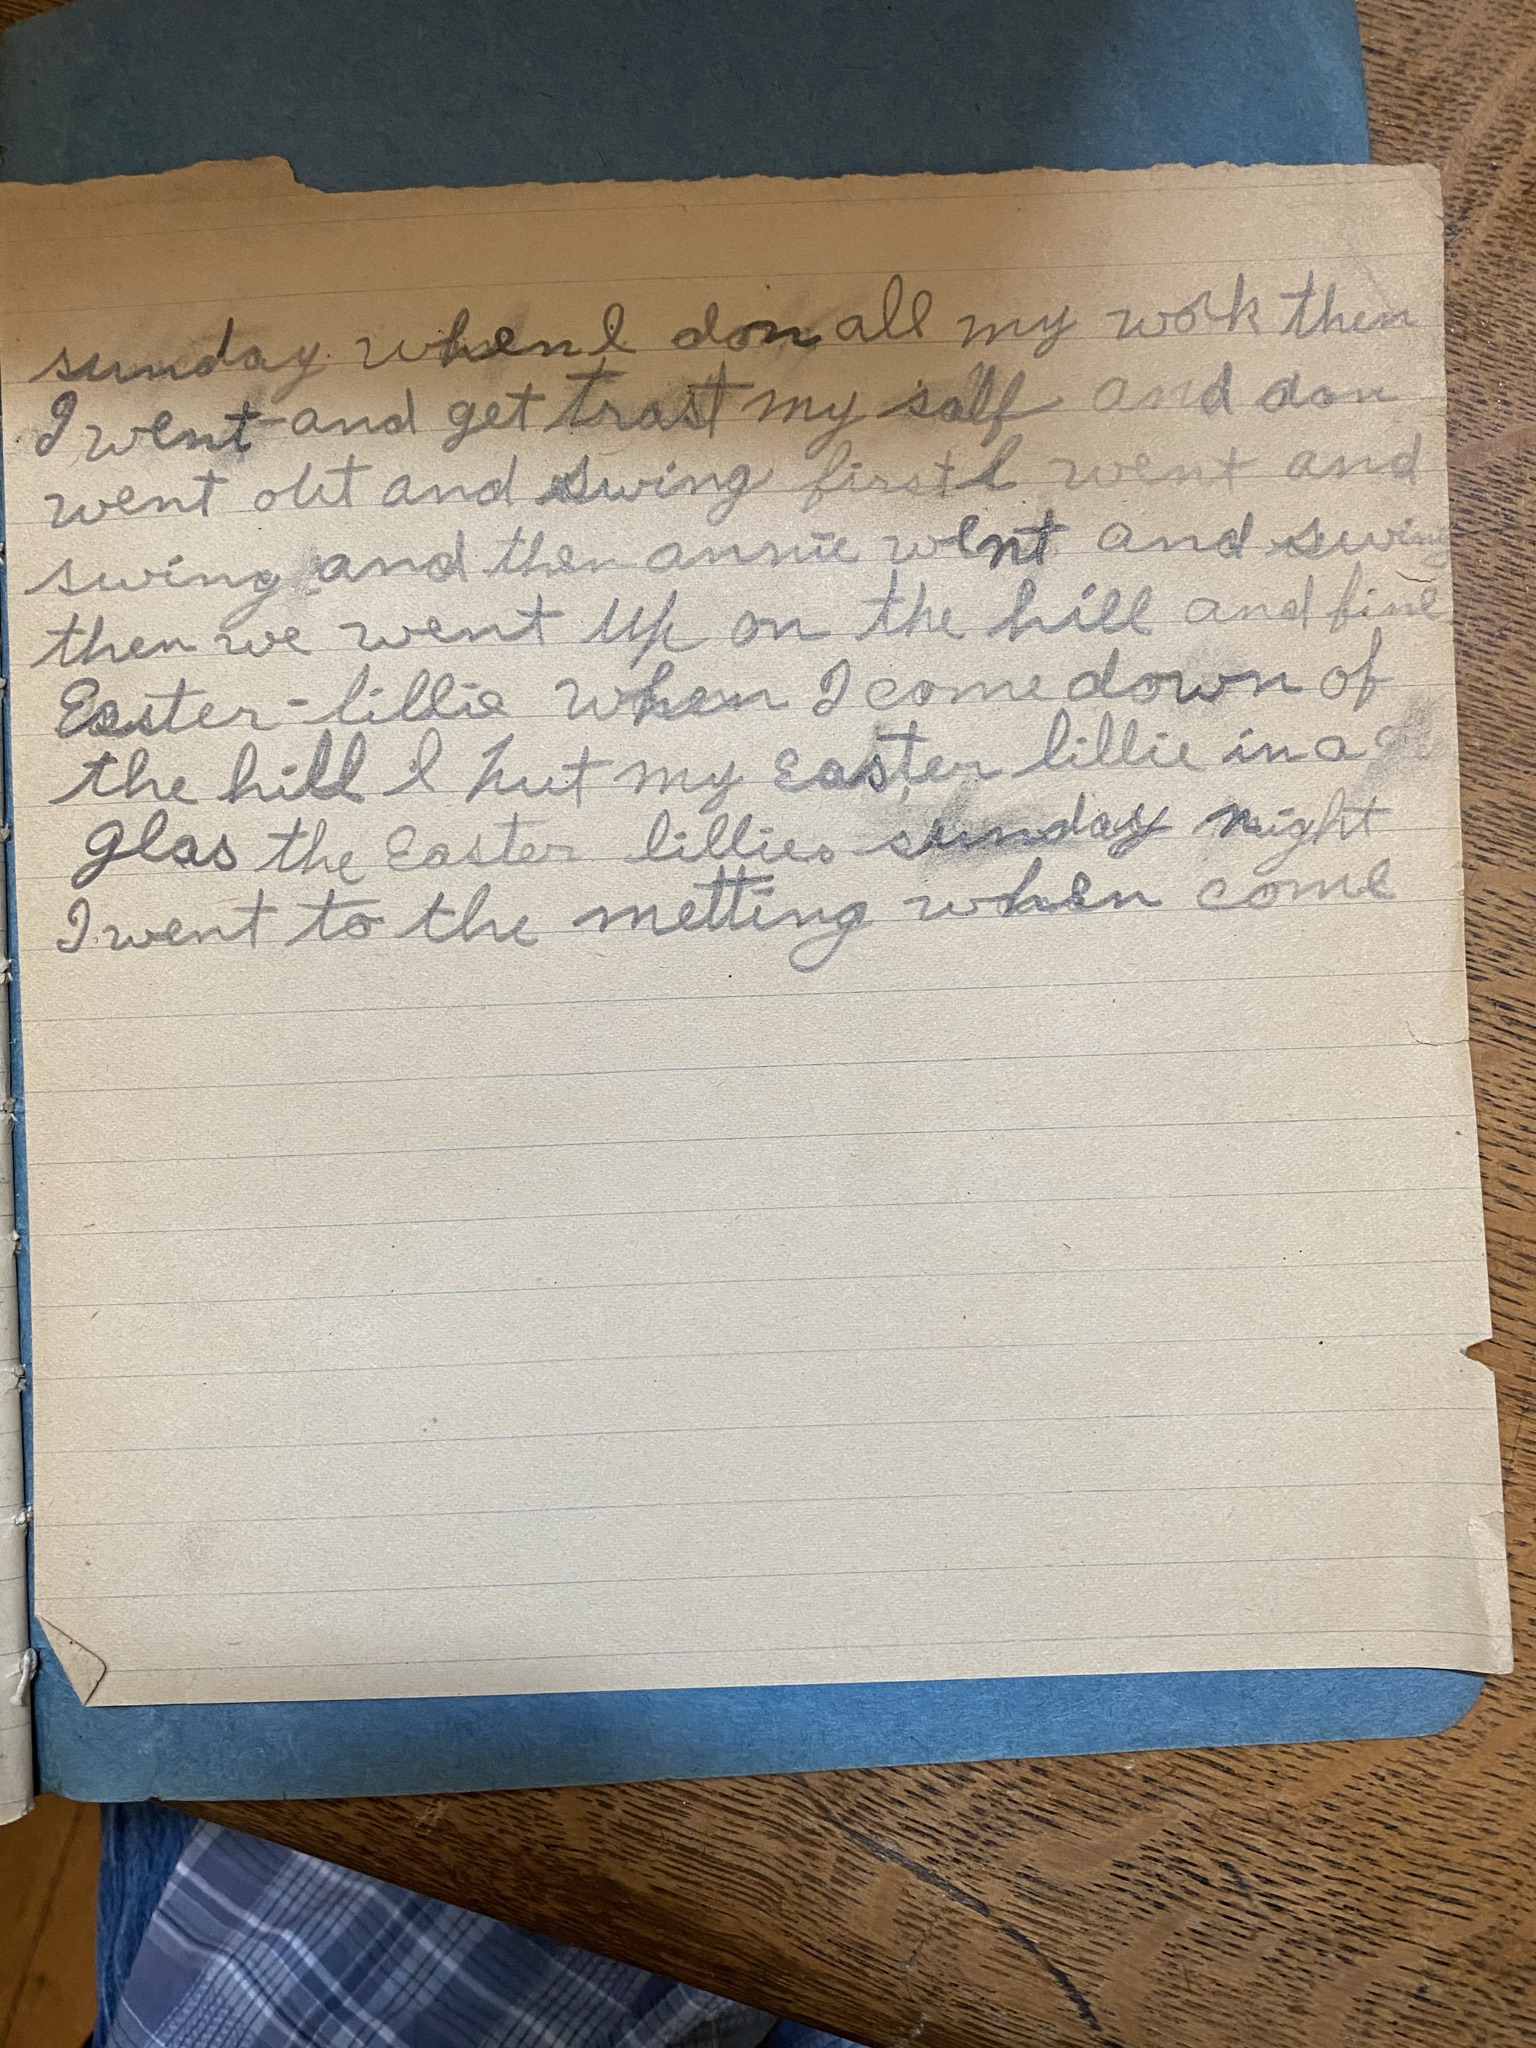 sunday when I don all my work then
I went and get trast my salf and don
went out and swing first I went and
swing and then annie went and swing
then we went up on the hill and fine
Easter-lillie when I come down of
the hill I put my Easter lillie in a
glas the Easter lillie. sunday night
I went to the metting when come